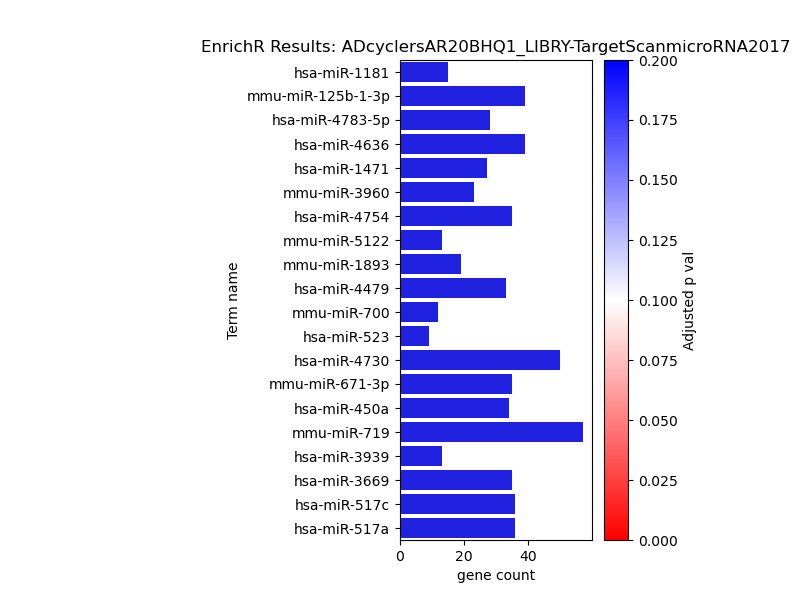 EnrichR Results: ADcyclersAR20BHQ1_LIBRY-TargetScanmicroRNA2017
hsa-miR-1181
mmu-miR-125b-1-3p
hsa-miR-4783-5p
hsa-miR-4636
hsa-miR-1471
mmu-miR-3960
hsa-miR-4754
mmu-miR-5122
mmu-miR-1893
hsa-miR-4479
mmu-miR-700
hsa-miR-523
hsa-miR-4730
mmu-miR-671-3p
hsa-miR-450a
mmu-miR-719
hsa-miR-3939
hsa-miR-3669
hsa-miR-517c
hsa-miR-517a
Term name
0 20 40
gene count
0.200
0.175
0.150
0.125
0.100
0.075
0.050
0.025
0.000
Adjusted p val